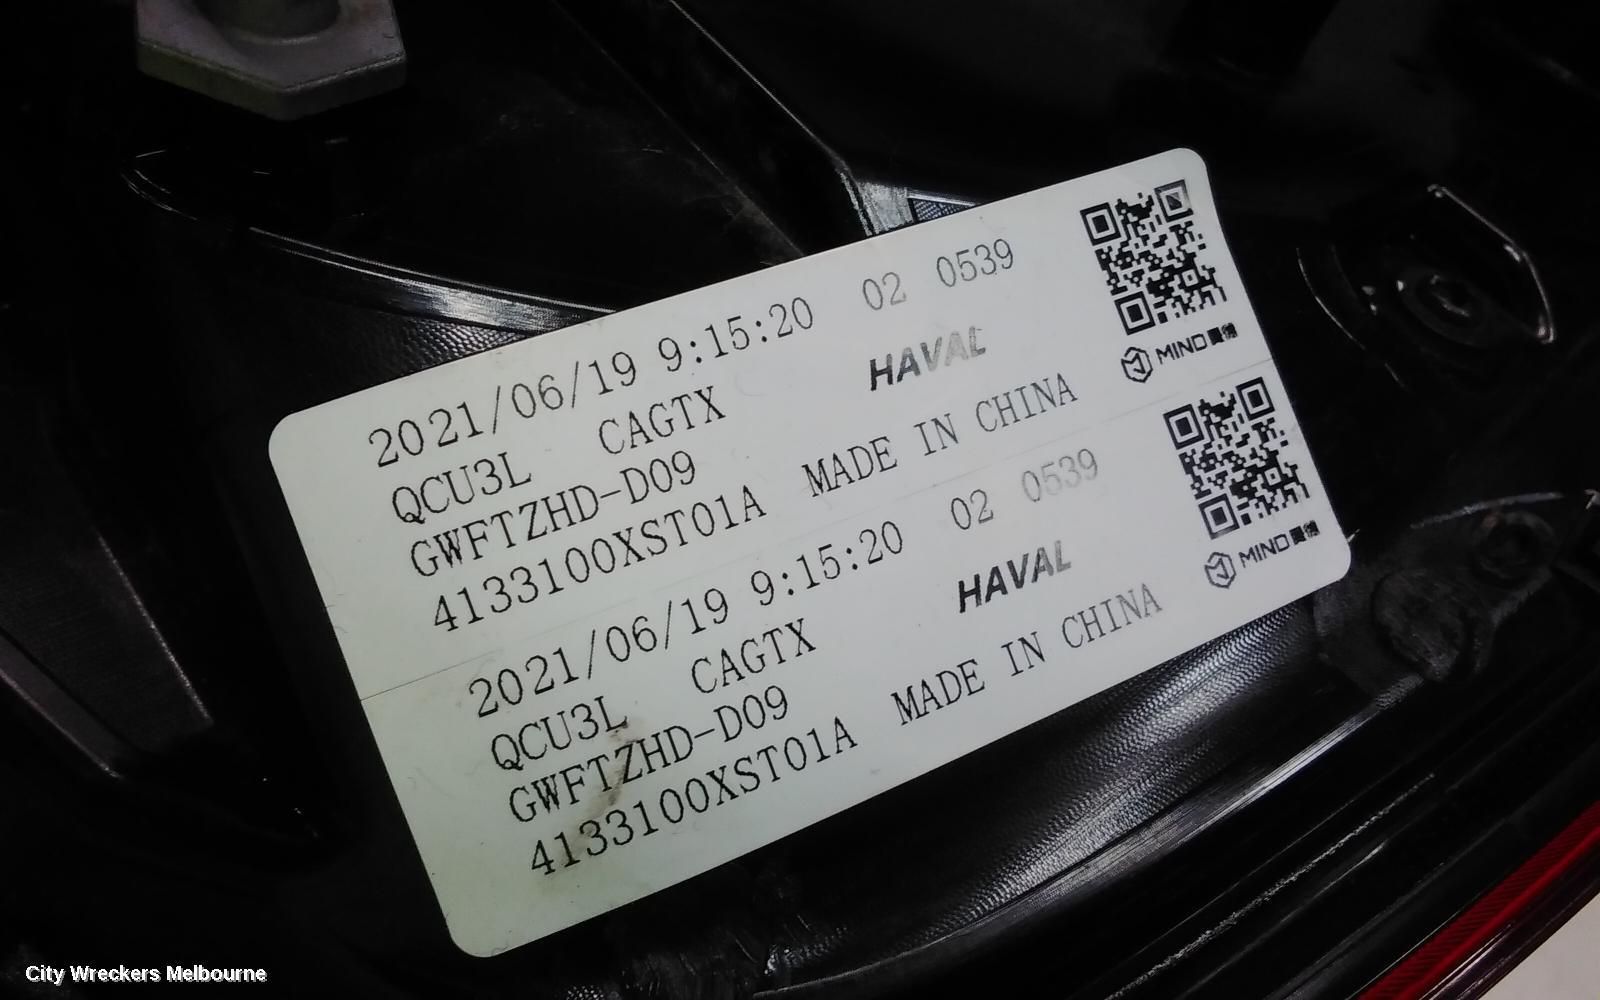 2021/06/19 9:15:20 02 0539
QCU3L CAGTX HAVAL
GWFTZHD-D09
4133100XST01A MADE IN CHINA
MIND
2021/06/19 9:15:20 02 0539
QCU3L CAGTX HAVAL
GWFTZHD-D09
4133100XST01A MADE IN CHINA
MIND
City Wreckers Melbourne